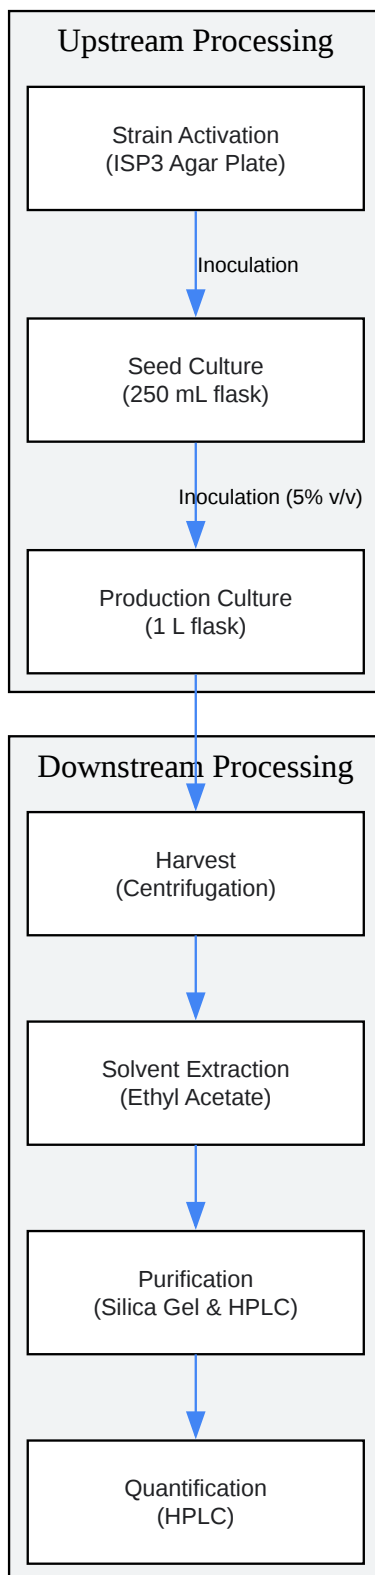 Upstream Processing
Strain Activation
(ISP3 Agar Plate)
Inoculation
Seed Culture
(250 mL flask)
Inoculation (5% v/v)
Production Culture
(1 L flask)
Downstream Processing
Harvest
(Centrifugation)
Solvent Extraction
(Ethyl Acetate)
Purification
(Silica Gel & HPLC)
Quantification
(HPLC)